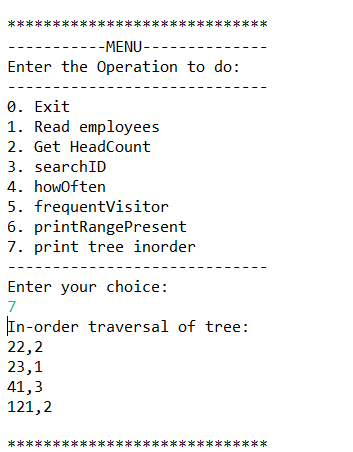 *****************************
-----------MENU--------------
Enter the Operation to do:
-----------------------------
0. Exit
1. Read employees
2. Get HeadCount
3. searchID
4. howOften
5. frequentVisitor
6. printRangePresent
7. print tree inorder
-----------------------------
Enter your choice:
7
In-order traversal of tree:
22,2
23,1
41,3
121,2
*****************************